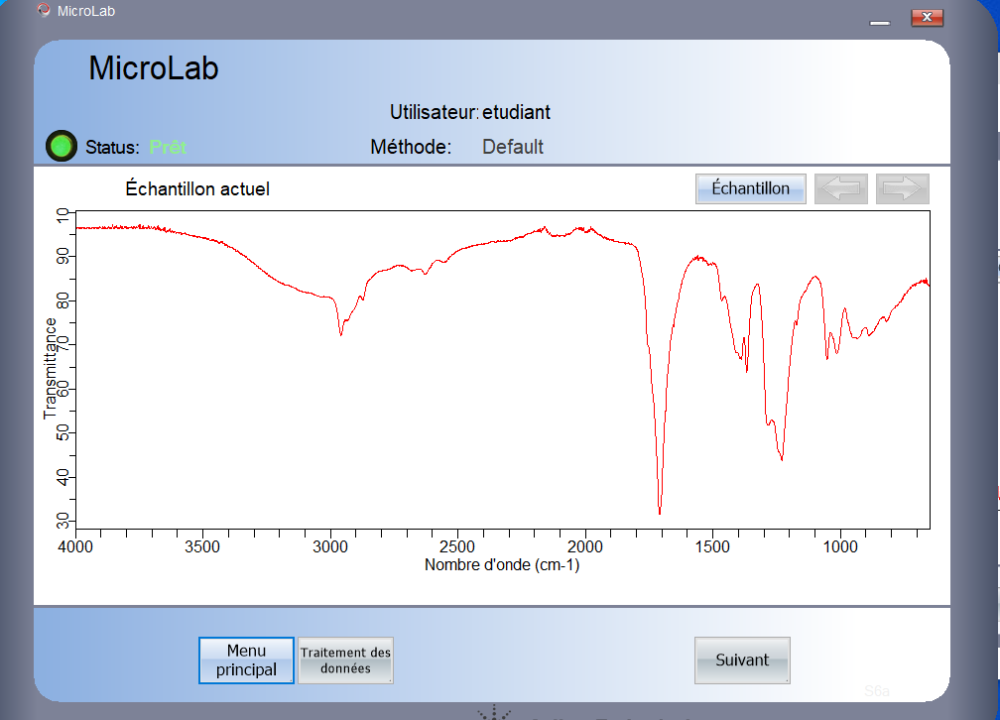 MicroLab
MicroLab
Utilisateur: etudiant
Status: Prêt
Méthode: Default
Échantillon actuel
Échantillon
Transmittance
10
90
80
70
60
50
40
30
4000 3500 3000 2500 2000 1500 1000
Nombre d'onde (cm-1)
Menu
principal
Traitement des
données
Suivant
S6a